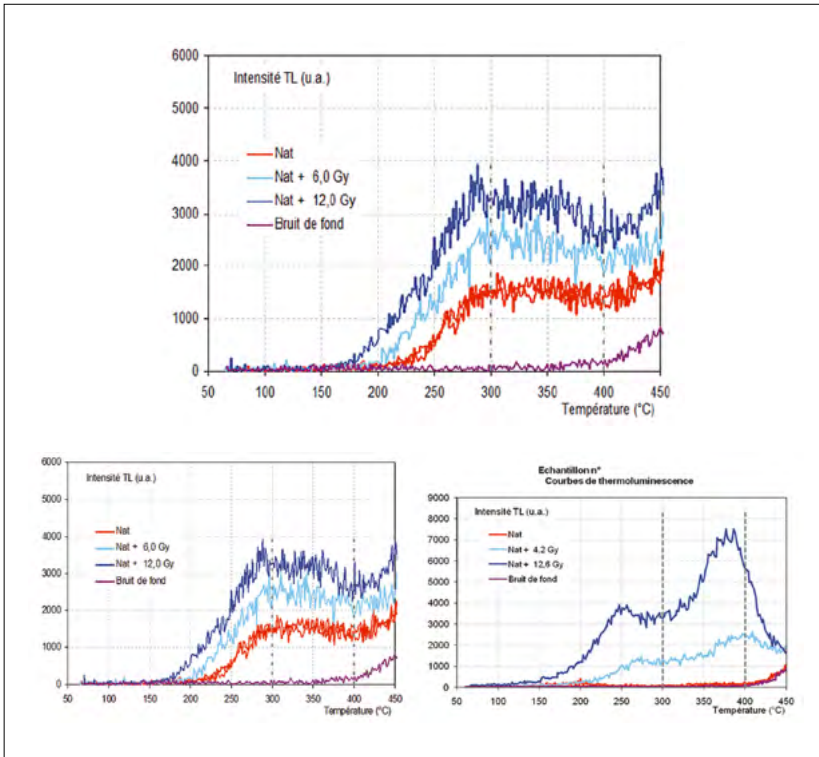 6000
5000
4000
3000
2000
1000
0
Intensité TL (u.a.)
Nat
Nat + 6,0 Gy
Nat + 12,0 Gy
Bruit de fond
50 100 150 200 250 300 350 400 450
Température (°C)
6000
5000
4000
3000
2000
1000
0
Intensité TL (u.a.)
Nat
Nat + 6,0 Gy
Nat + 12,0 Gy
Bruit de fond
50 100 150 200 250 300 350 400 450
Température (°C)
Echantillon n°
Courbes de thermoluminescence
9000
8000
7000
6000
5000
4000
3000
2000
1000
0
Intensité TL (u.a.)
Nat
Nat + 4,2 Gy
Nat + 12,6 Gy
Bruit de fond
50 100 150 200 250 300 350 400 450
Température (°C)